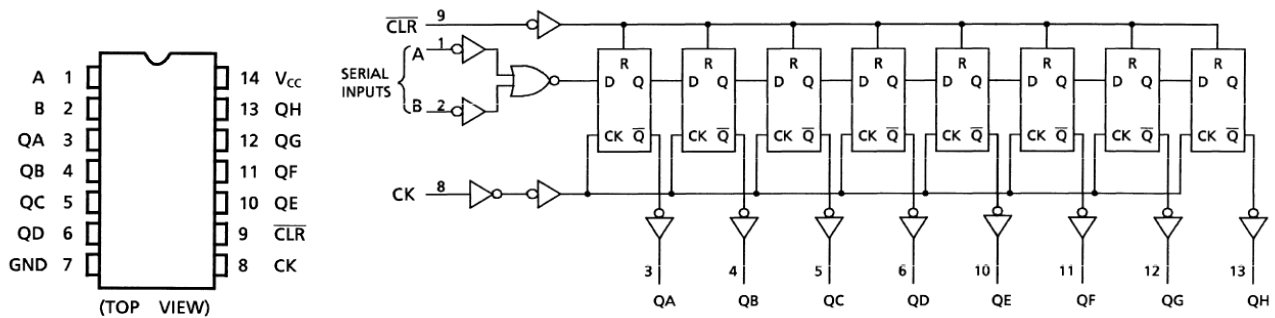 A 1 14 VCC
B 2 13 QH
QA 3 12 QG
QB 4 11 QF
QC 5 10 QE
QD 6 9 C̅L̅R̅
GND 7 8 CK
(TOP VIEW)
C̅L̅R̅ 9
SERIAL
INPUTS
A 1
B 2
CK 8
R R R R R R R R
D Q D Q D Q D Q D Q D Q D Q D Q
CK Q̅ CK Q̅ CK Q̅ CK Q̅ CK Q̅ CK Q̅ CK Q̅ CK Q̅
3 4 5 6 10 11 12 13
QA QB QC QD QE QF QG QH